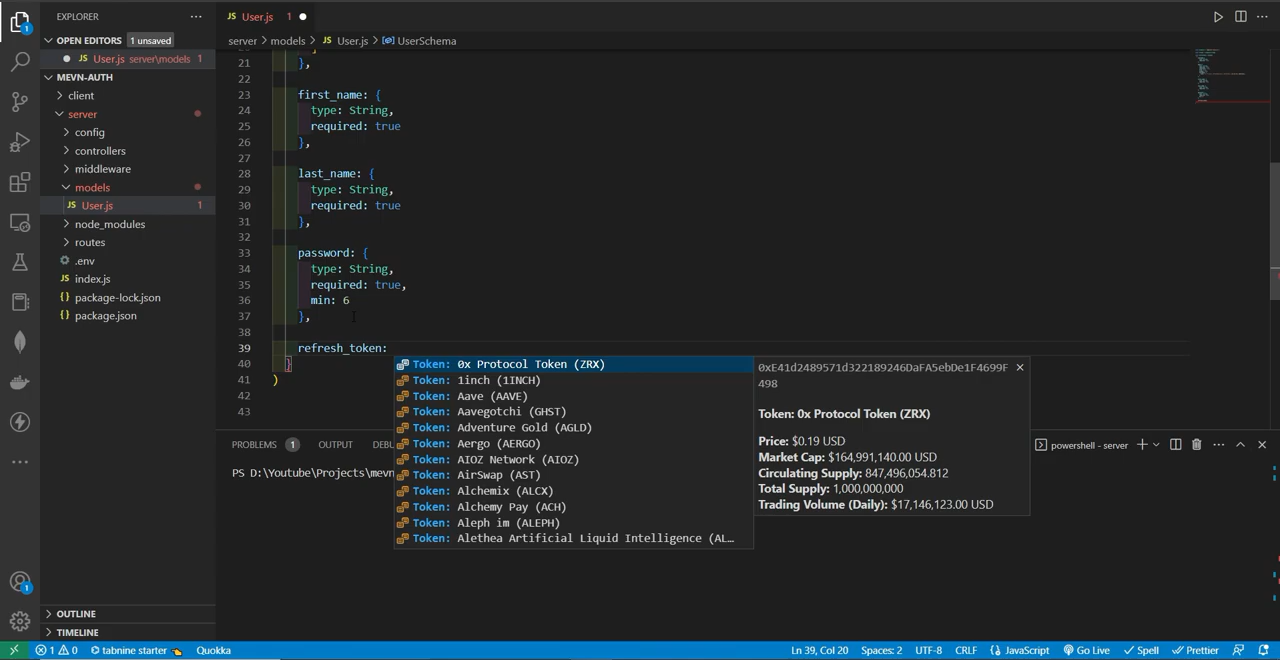 EXPLORER
OPEN EDITORS 1 unsaved
User.js server\models 1
MEVN-AUTH
client
server
config
controllers
middleware
models
User.js 1
node_modules
routes
.env
index.js
package-lock.json
package.json
OUTLINE
TIMELINE
1
1
User.js 1
server > models > JS User.js > UserSchema
21 },
22
23 first_name: {
24 type: String,
25 required: true
26 },
27
28 last_name: {
29 type: String,
30 required: true
31 },
32
33 password: {
34 type: String,
35 required: true,
36 min: 6
37 },
38
39 refresh_token:
40 }
41 )
42
43
Token: 0x Protocol Token (ZRX)
Token: 1inch (1INCH)
Token: Aave (AAVE)
Token: Aavegotchi (GHST)
Token: Adventure Gold (AGLD)
Token: Aergo (AERGO)
Token: AIOZ Network (AIOZ)
Token: AirSwap (AST)
Token: Alchemix (ALCX)
Token: Alchemy Pay (ACH)
Token: Aleph im (ALEPH)
Token: Alethea Artificial Liquid Intelligence (AL…
0xE41d2489571d322189246DaFA5ebDe1F4699F
498
Token: 0x Protocol Token (ZRX)
Price: $0.19 USD
Market Cap: $164,991,140.00 USD
Circulating Supply: 847,496,054.812
Total Supply: 1,000,000,000
Trading Volume (Daily): $17,146,123.00 USD
PROBLEMS 1 OUTPUT DEBU
powershell - server
PS D:\Youtube\Projects\mevn
1 0 tabnine starter Quokka
Ln 39, Col 20 Spaces: 2 UTF-8 CRLF JavaScript Go Live Spell Prettier